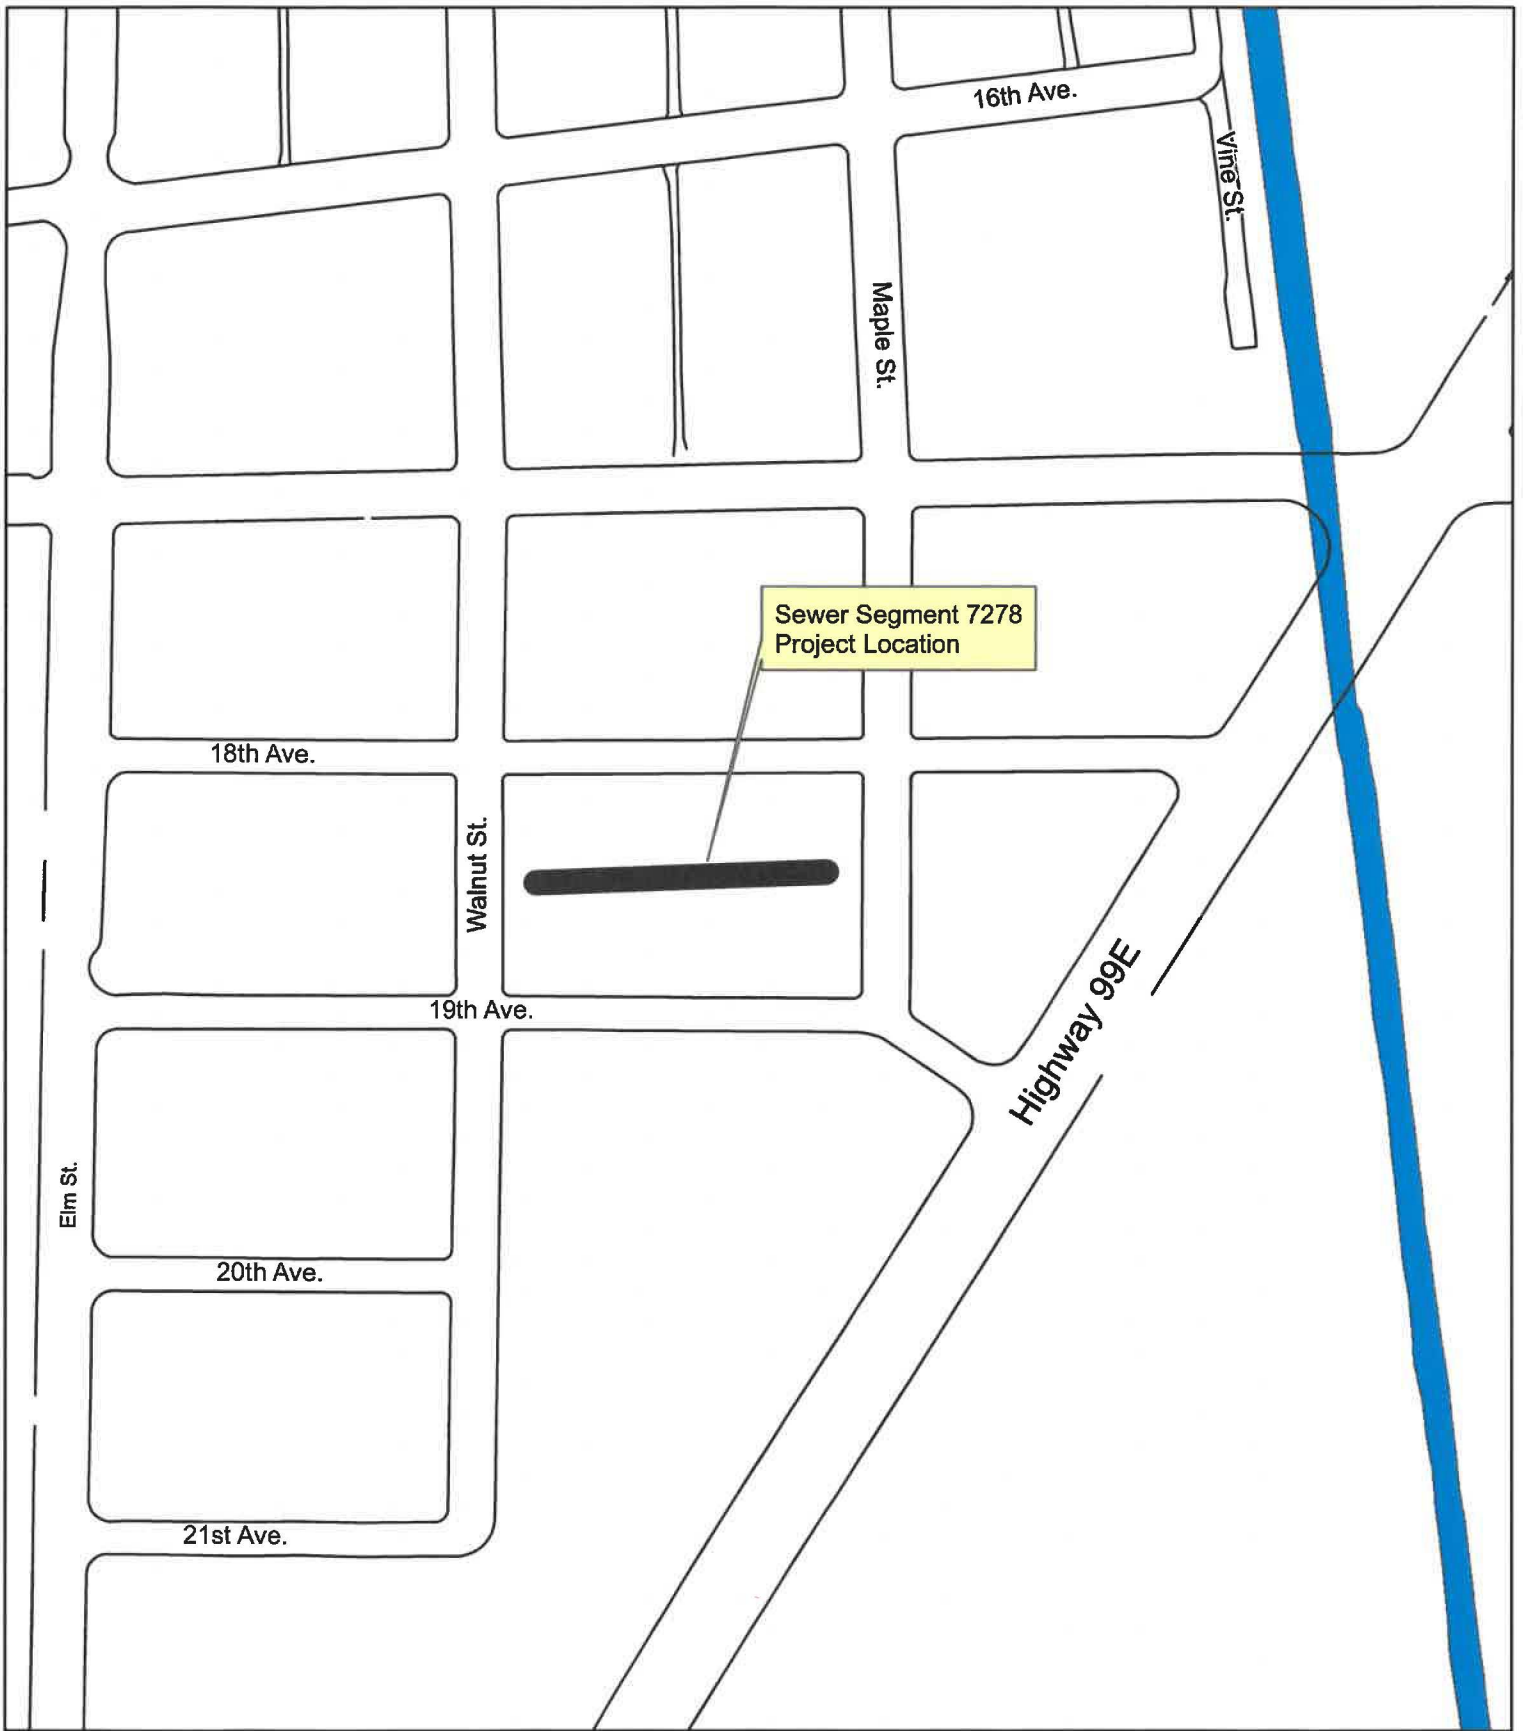 16th Ave.
Vine St.
Maple St.
Sewer Segment 7278
Project Location
18th Ave.
Walnut St.
Highway 99E
19th Ave.
Elm St.
20th Ave.
21st Ave.